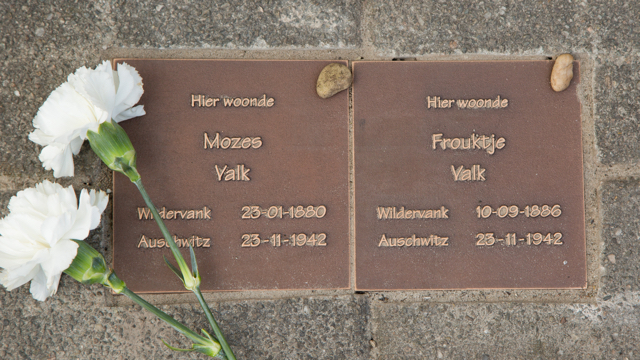 Hier woonde
Mozes
Valk
Wildervank 23-01-1880
Auschwitz 23-11-1942
Hier woonde
Frouktje
Valk
Wildervank 10-09-1886
Auschwitz 23-11-1942